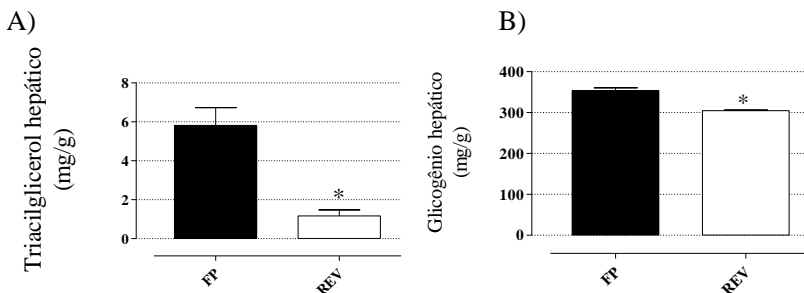 A)
Triacilglicerol hepático
(mg/g)
8
6
4
2
0
*
FP
REV
B)
Glicogênio hepático
(mg/g)
400
300
200
100
0
*
FP
REV